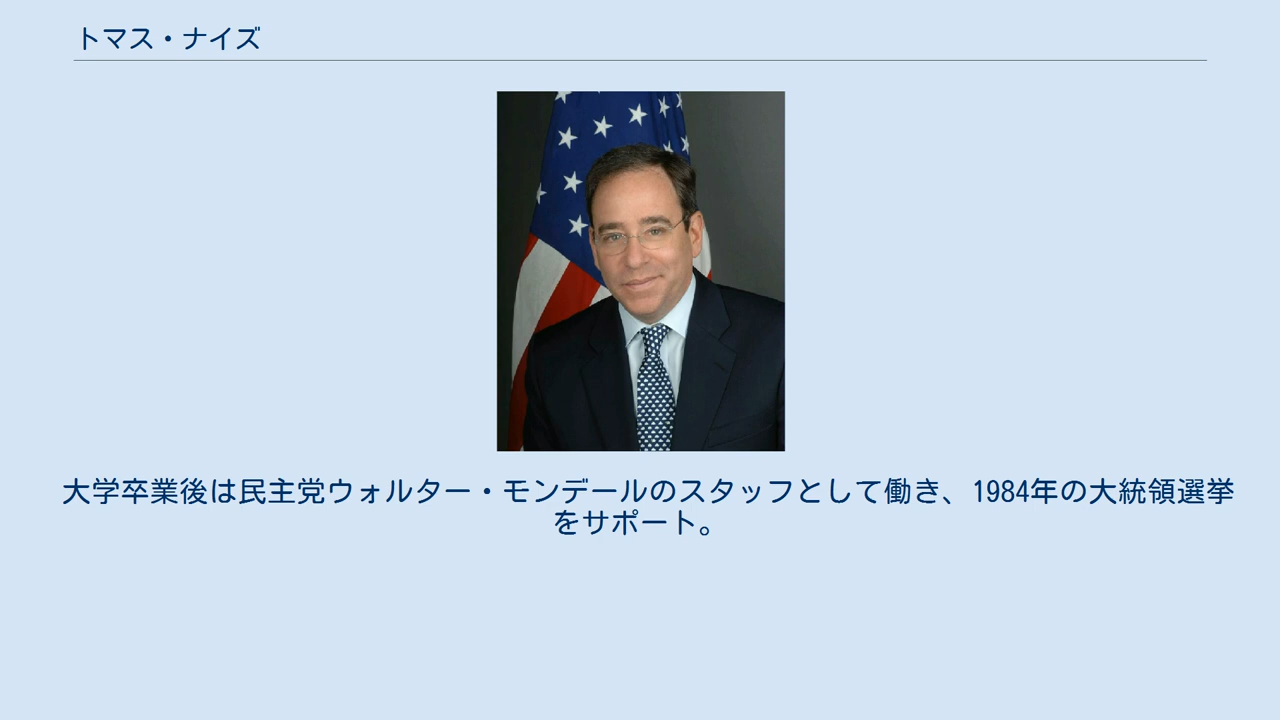 トマス・ナイズ
大学卒業後は民主党ウォルター・モンデールのスタッフとして働き、1984年の大統領選挙
をサポート。